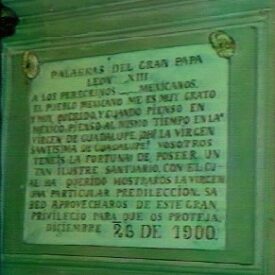 PALABRAS DEL GRAN PAPA
LEON XIII
A LOS PEREGRINOS MEXICANOS.
EL PUEBLO MEXICANO ME ES MUY GRATO
Y MUY QUERIDO, Y CUANDO PIENSO EN
MEXICO, PIENSO AL MISMO TIEMPO EN LA
VIRGEN DE GUADALUPE. ¡OH! LA VIRGEN
SANTISIMA DE GUADALUPE! VOSOTROS
TENEIS LA FORTUNA DE POSEER UN
TAN ILUSTRE SANTUARIO, CON EL CU-
AL HA QUERIDO MOSTRAROS LA VIRGEN
UNA PARTICULAR PREDILECCION. SA-
BED APROVECHAROS DE ESTE GRAN
PRIVILEGIO PARA QUE OS PROTEJA.
DICIEMBRE 28 DE 1900